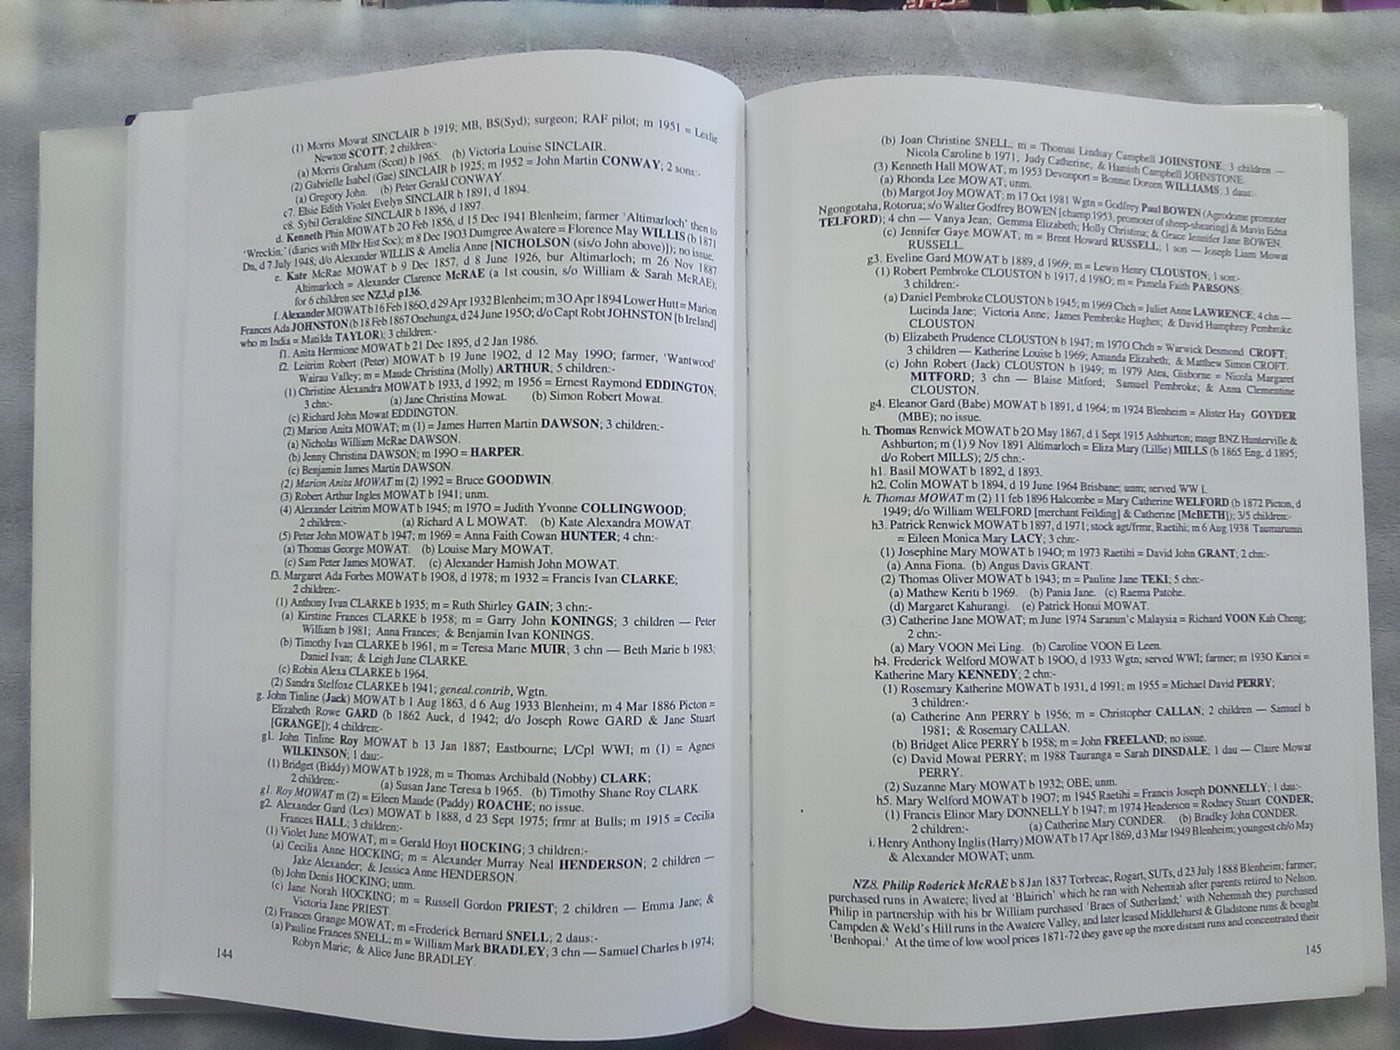 (1) Morris Mowat SINCLAIR b 1919; MB, BS(Syd); surgeon; RAF pilot; m 1951 = Leslie
Newton SCOTT; 2 children:-
(a) Morris Graham (Scott) b 1965. (b) Victoria Louise SINCLAIR.
(2) Gabrielle Isabel (Gae) SINCLAIR b 1925; m 1952 = John Martin CONWAY; 2 sons:-
(a) Gregory John. (b) Peter Gerald CONWAY.
c7. Elsie Edith Violet Evelyn SINCLAIR b 1891, d 1894.
c8. Sybil Geraldine SINCLAIR b 1896, d 1897.
d. Kenneth Phin MOWAT b 20 Feb 1856, d 15 Dec 1941 Blenheim; farmer 'Altimarloch' then to
'Wreckin,' (diaries with Mlbr Hist Soc); m 8 Dec 1903 Dumgree Awatere = Florence May WILLIS (b 1871
Dn, d 7 July 1948; d/o Alexander WILLIS & Amelia Anne [NICHOLSON (sis/o John above)]); no issue.
e. Kate McRae MOWAT b 9 Dec 1857, d 8 June 1926, bur Altimarloch; m 26 Nov 1887
Altimarloch = Alexander Clarence McRAE (a 1st cousin, s/o William & Sarah McRAE);
for 6 children see NZ3,d p136.
f. Alexander MOWAT b 16 Feb 1860, d 29 Apr 1932 Blenheim; m 30 Apr 1894 Lower Hutt = Marion
Frances Ada JOHNSTON (b 18 Feb 1867 Onehunga, d 24 June 1950; d/o Capt Robt JOHNSTON [b Ireland]
who m India = Matilda TAYLOR); 3 children:-
f1. Anita Hermione MOWAT b 21 Dec 1895, d 2 Jan 1986.
f2. Leitrim Robert (Peter) MOWAT b 19 June 1902, d 12 May 1990; farmer, 'Wantwood'
Wairau Valley; m = Maude Christina (Molly) ARTHUR, 5 children:-
(1) Christine Alexandra MOWAT b 1933, d 1992; m 1956 = Ernest Raymond EDDINGTON;
3 chn:- (a) Jane Christina Mowat. (b) Simon Robert Mowat.
(c) Richard John Mowat EDDINGTON.
(2) Marion Anita MOWAT; m (1) = James Hurren Martin DAWSON; 3 children:-
(a) Nicholas William McRae DAWSON.
(b) Jenny Christina DAWSON; m 1990 = HARPER.
(c) Benjamin James Martin DAWSON.
(2) Marion Anita MOWAT m (2) 1992 = Bruce GOODWIN.
(3) Robert Arthur Ingles MOWAT b 1941; unm.
(4) Alexander Leitrim MOWAT b 1945; m 1970 = Judith Yvonne COLLINGWOOD;
2 children:- (a) Richard A L MOWAT. (b) Kate Alexandra MOWAT.
(5) Peter John MOWAT b 1947; m 1969 = Anna Faith Cowan HUNTER; 4 chn:-
(a) Thomas George MOWAT. (b) Louise Mary MOWAT.
(c) Sam Peter James MOWAT. (c) Alexander Hamish John MOWAT.
f3. Margaret Ada Forbes MOWAT b 1908, d 1978; m 1932 = Francis Ivan CLARKE;
2 children:-
(1) Anthony Ivan CLARKE b 1935; m = Ruth Shirley GAIN; 3 chn:-
(a) Kirstine Frances CLARKE b 1958; m = Garry John KONINGS; 3 children — Peter
William b 1981; Anna Frances; & Benjamin Ivan KONINGS.
(b) Timothy Ivan CLARKE b 1961, m = Teresa Marie MUIR; 3 chn — Beth Marie b 1983;
Daniel Ivan; & Leigh June CLARKE.
(c) Robin Alexa CLARKE b 1964.
(2) Sandra Stelfoxe CLARKE b 1941; geneal.contrib, Wgtn.
g. John Tinline (Jack) MOWAT b 1 Aug 1863, d 6 Aug 1933 Blenheim; m 4 Mar 1886 Picton =
Elizabeth Rowe GARD (b 1862 Auck, d 1942; d/o Joseph Rowe GARD & Jane Stuart
[GRANGE]); 4 children:-
g1. John Tinline Roy MOWAT b 13 Jan 1887; Eastbourne; L/Cpl WWI; m (1) = Agnes
WILKINSON; 1 dau:-
(1) Bridget (Biddy) MOWAT b 1928; m = Thomas Archibald (Nobby) CLARK;
2 children:- (a) Susan Jane Teresa b 1965. (b) Timothy Shane Roy CLARK.
g1. Roy MOWAT m (2) = Eileen Maude (Paddy) ROACHE; no issue.
g2. Alexander Gard (Lex) MOWAT b 1888, d 23 Sept 1975; frmr at Bulls; m 1915 = Cecilia
Frances HALL; 3 children:-
(1) Violet June MOWAT; m = Gerald Hoyt HOCKING; 3 children:-
(a) Cecilia Anne HOCKING; m = Alexander Murray Neal HENDERSON; 2 children —
Jake Alexander; & Jessica Anne HENDERSON.
(b) John Denis HOCKING; unm.
(c) Jane Norah HOCKING; m = Russell Gordon PRIEST; 2 children — Emma Jane; &
Victoria Jane PRIEST.
(2) Frances Grange MOWAT; m =Frederick Bernard SNELL; 2 daus:-
(a) Pauline Frances SNELL; m = William Mark BRADLEY; 3 chn — Samuel Charles b 1974;
Robyn Marie; & Alice June BRADLEY.
144
(b) Joan Christine SNELL; m = Thomas Lindsay Campbell JOHNSTONE; 3 children —
Nicola Caroline b 1971; Judy Catherine; & Hamish Campbell JOHNSTONE.
(3) Kenneth Hall MOWAT; m 1953 Devonport = Bonnie Doreen WILLIAMS; 3 daus:-
(a) Rhonda Lee MOWAT; unm.
(b) Margot Joy MOWAT; m 17 Oct 1981 Wgtn = Godfrey Paul BOWEN (Agrodome promoter
Ngongotaha, Rotorua; s/o Walter Godfrey BOWEN [champ 1953, promoter of sheep-shearing] & Mavis Edna
TELFORD); 4 chn — Vanya Jean; Gemma Elizabeth; Holly Christina; & Grace Jennifer Jane BOWEN.
(c) Jennifer Gaye MOWAT; m = Brent Howard RUSSELL; 1 son — Joseph Liam Mowat
RUSSELL.
g3. Eveline Gard MOWAT b 1889, d 1969; m = Lewis Henry CLOUSTON; 1 son:-
(1) Robert Pembroke CLOUSTON b 1917, d 1980; m = Pamela Faith PARSONS;
3 children:-
(a) Daniel Pembroke CLOUSTON b 1945; m 1969 Chch = Juliet Anne LAWRENCE; 4 chn —
Lucinda Jane; Victoria Anne; James Pembroke Hughes; & David Humphrey Pembroke
CLOUSTON.
(b) Elizabeth Prudence CLOUSTON b 1947; m 1970 Chch = Warwick Desmond CROFT;
3 children — Katherine Louise b 1969; Amanda Elizabeth; & Matthew Simon CROFT.
(c) John Robert (Jack) CLOUSTON b 1949; m 1979 Atea, Gisborne = Nicola Margaret
MITFORD; 3 chn — Blaise Mitford; Samuel Pembroke; & Anna Clementine
CLOUSTON.
g4. Eleanor Gard (Babe) MOWAT b 1891, d 1964; m 1924 Blenheim = Alister Hay GOYDER
(MBE); no issue.
h. Thomas Renwick MOWAT b 20 May 1867, d 1 Sept 1915 Ashburton; mngr BNZ Hunterville &
Ashburton; m (1) 9 Nov 1891 Altimarloch = Eliza Mary (Lillie) MILLS (b 1865 Eng, d 1895;
d/o Robert MILLS); 2/5 chn:-
h1. Basil MOWAT b 1892, d 1893.
h2. Colin MOWAT b 1894, d 19 June 1964 Brisbane; unm; served WW I.
h. Thomas MOWAT m (2) 11 feb 1896 Halcombe = Mary Catherine WELFORD (b 1872 Picton, d
1949; d/o William WELFORD [merchant Feilding] & Catherine [McBETH]); 3/5 children:-
h3. Patrick Renwick MOWAT b 1897, d 1971; stock agt/frmr, Raetihi; m 6 Aug 1938 Taumarunui
= Eileen Monica Mary LACY; 3 chn:-
(1) Josephine Mary MOWAT b 1940; m 1973 Raetihi = David John GRANT; 2 chn:-
(a) Anna Fiona. (b) Angus Davis GRANT.
(2) Thomas Oliver MOWAT b 1943; m = Pauline Jane TEKI; 5 chn:-
(a) Mathew Keriti b 1969. (b) Pania Jane. (c) Raema Patohe.
(d) Margaret Kahurangi. (e) Patrick Honui MOWAT.
(3) Catherine Jane MOWAT; m June 1974 Saranun'c Malaysia = Richard VOON Kah Cheng;
2 chn:-
(a) Mary VOON Mei Ling. (b) Caroline VOON Ei Leen.
h4. Frederick Welford MOWAT b 1900, d 1933 Wgtn; served WWI; farmer; m 1930 Karioi =
Katherine Mary KENNEDY; 2 chn:-
(1) Rosemary Katherine MOWAT b 1931, d 1991; m 1955 = Michael David PERRY;
3 children:-
(a) Catherine Ann PERRY b 1956; m = Christopher CALLAN; 2 children — Samuel b
1981; & Rosemary CALLAN.
(b) Bridget Alice PERRY b 1958; m = John FREELAND; no issue.
(c) David Mowat PERRY; m 1988 Tauranga = Sarah DINSDALE; 1 dau — Claire Mowat
PERRY.
(2) Suzanne Mary MOWAT b 1932; OBE; unm.
h5. Mary Welford MOWAT b 1907; m 1945 Raetihi = Francis Joseph DONNELLY; 1 dau:-
(1) Francis Elinor Mary DONNELLY b 1947; m 1974 Henderson = Rodney Stuart CONDER;
2 children:- (a) Catherine Mary CONDER. (b) Bradley John CONDER.
i. Henry Anthony Inglis (Harry) MOWAT b 17 Apr 1869, d 3 Mar 1949 Blenheim; youngest ch/o May
& Alexander MOWAT; unm.
NZ8. Philip Roderick McRAE b 8 Jan 1837 Torbreac, Rogart, SUTs, d 23 July 1888 Blenheim; farmer;
purchased runs in Awatere; lived at 'Blairich' which he ran with Nehemiah after parents retired to Nelson.
Philip in partnership with his br William purchased 'Braes of Sutherland;' with Nehemiah they purchased
Campden & Weld's Hill runs in the Awatere Valley, and later leased Middlehurst & Gladstone runs & bought
'Benhopai.' At the time of low wool prices 1871-72 they gave up the more distant runs and concentrated their
145